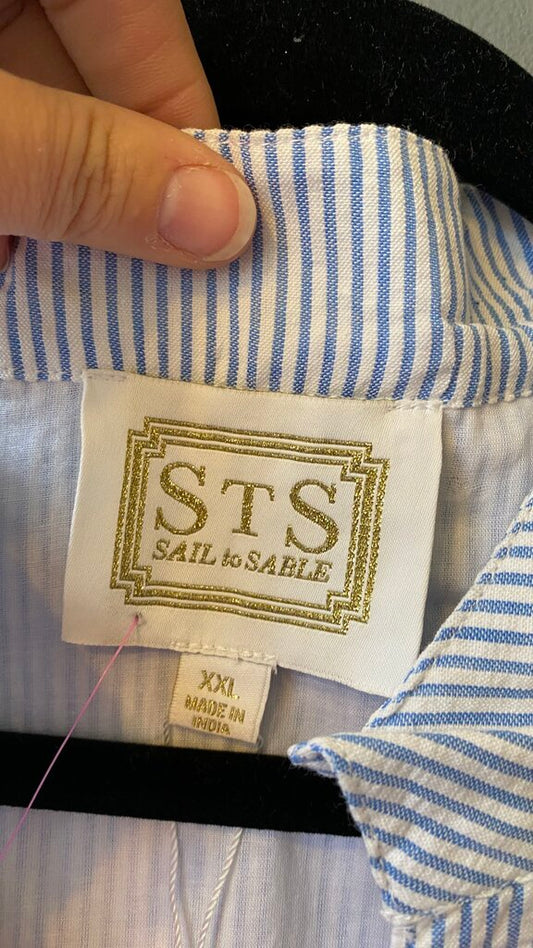 STS
SAIL to SABLE
XXL
MADE IN
INDIA